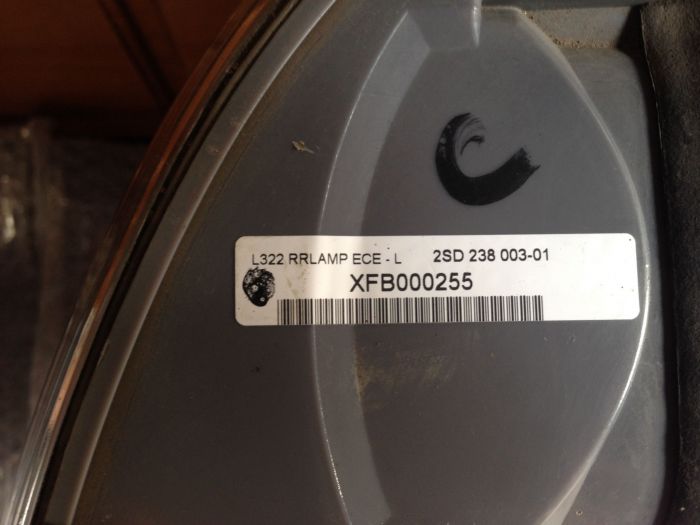 L322 RRLAMP ECE - L 2SD 238 003-01
XFB000255